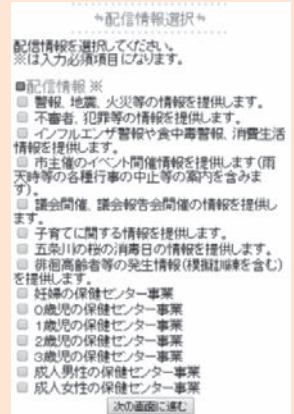 配信情報選択
配信情報を選択してください。
※は入力必須項目になります。
■配信情報 ※
警報、地震、火災等の情報を提供します。
不審者、犯罪等の情報を提供します。
インフルエンザ警報や食中毒警報、消費生活
情報を提供します。
市主催のイベント開催情報を提供します(雨
天時等の各種行事の中止等の案内を含みま
す)。
議会開催、議会報告会開催の情報を提供し
ます。
子育てに関する情報を提供します。
五条川の桜の消毒日の情報を提供します。
徘徊高齢者等の発生情報(模擬訓練を含む)
を提供します。
妊婦の保健センター事業
0歳児の保健センター事業
1歳児の保健センター事業
2歳児の保健センター事業
3歳児の保健センター事業
成人男性の保健センター事業
成人女性の保健センター事業
次の画面に進む